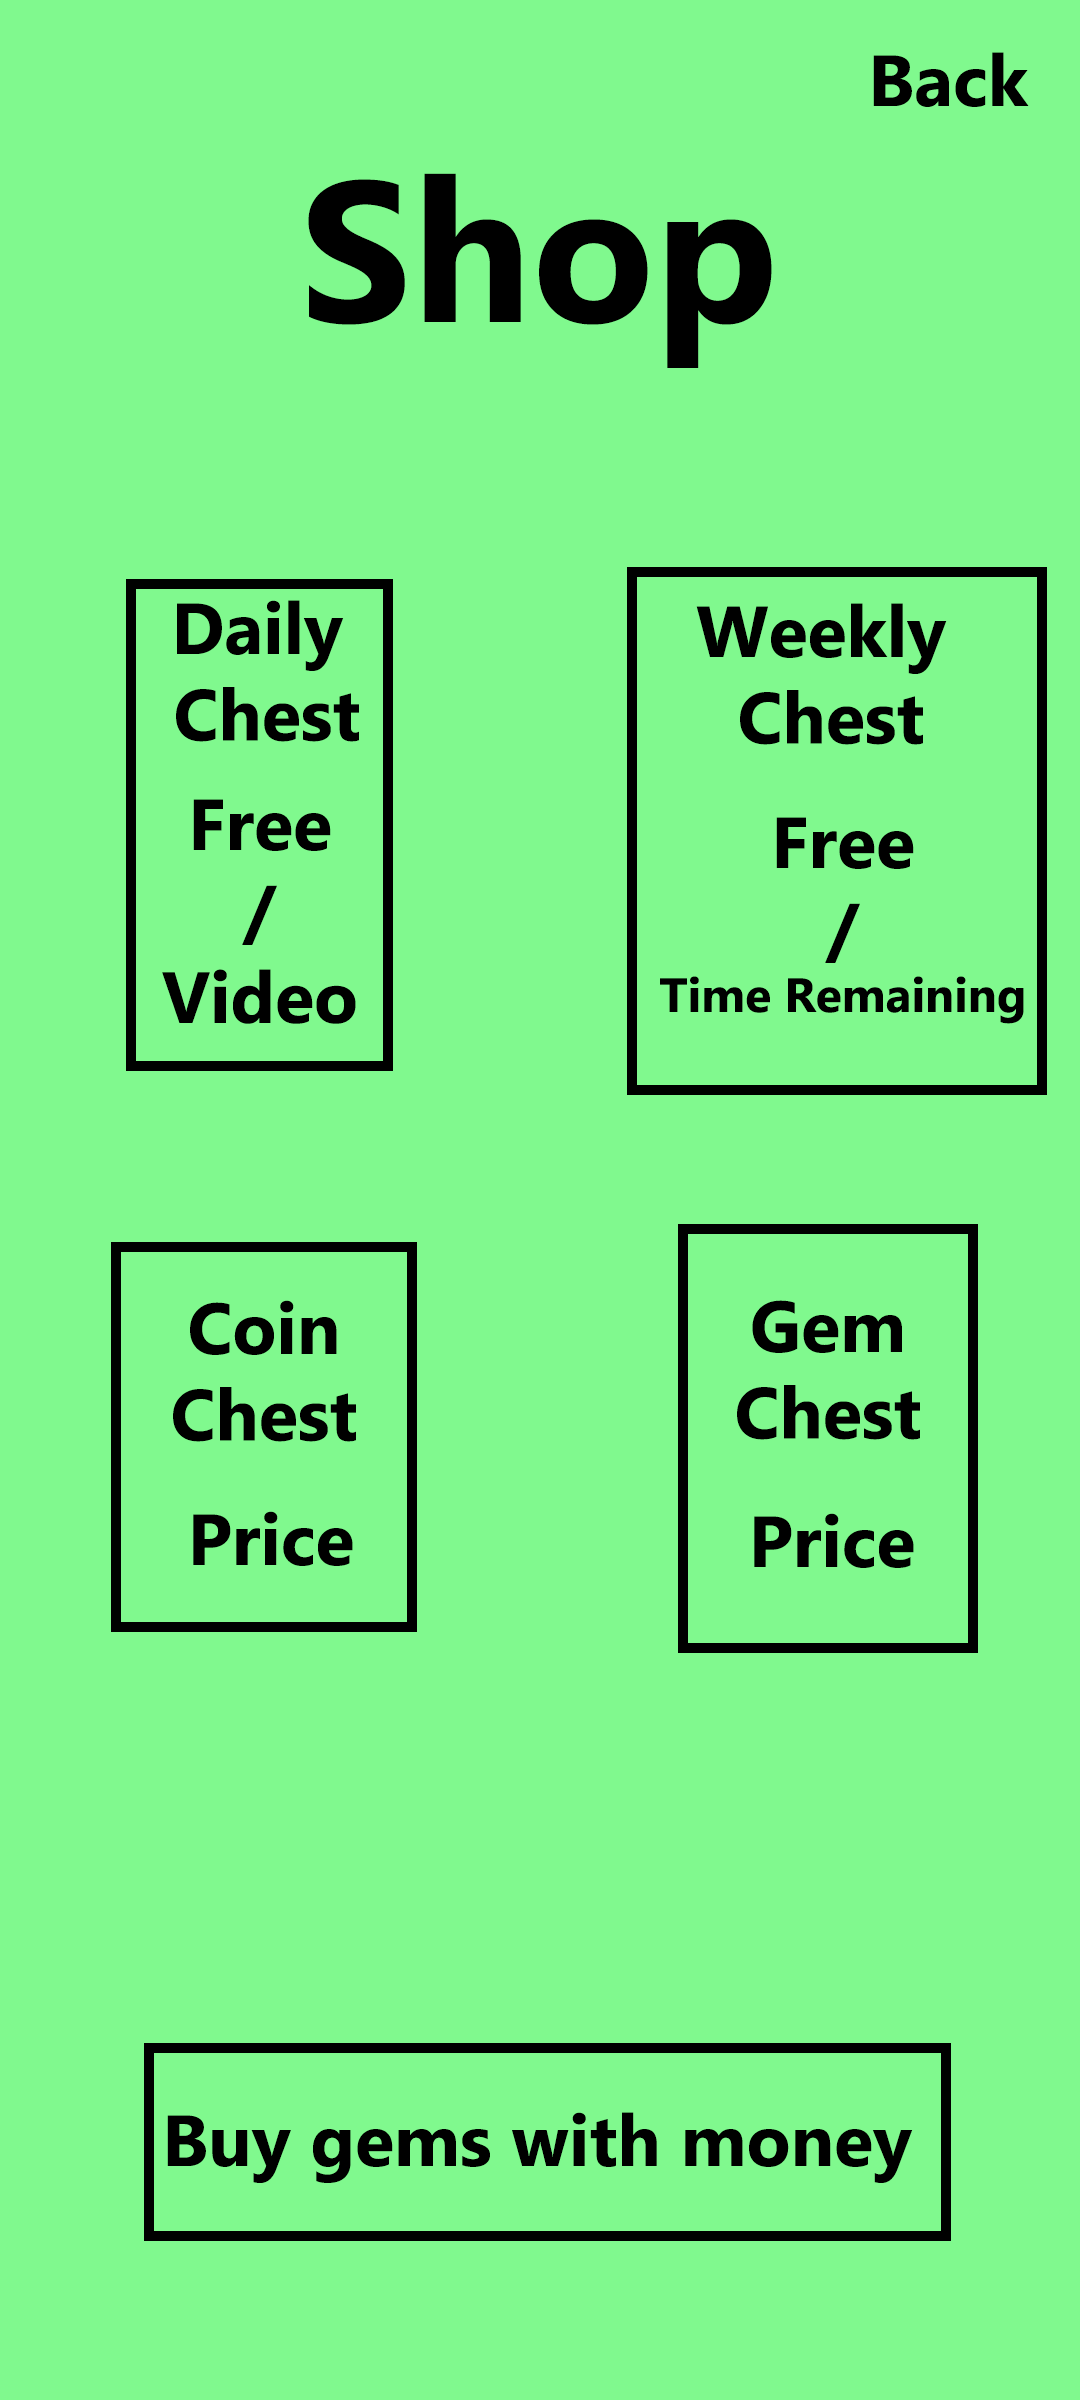 Back
Shop
Daily
Chest
Free
/
Video
Weekly
Chest
Free
/
Time Remaining
Coin
Chest
Price
Gem
Chest
Price
Buy gems with money